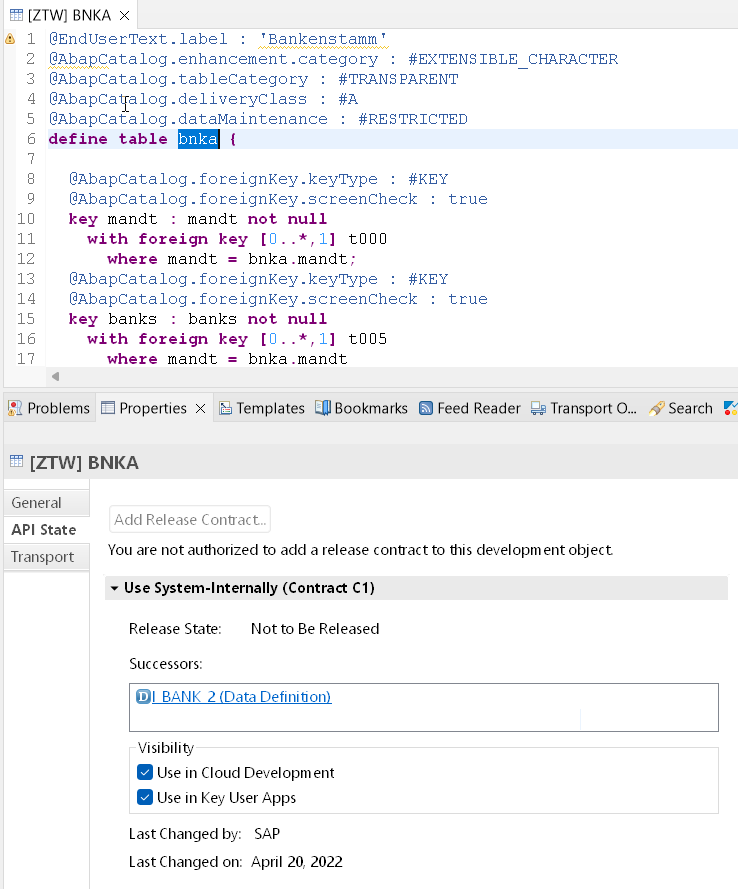 [ZTW] BNKA
1 @EndUserText.label : 'Bankenstamm'
2 @AbapCatalog.enhancement.category : #EXTENSIBLE_CHARACTER
3 @AbapCatalog.tableCategory : #TRANSPARENT
4 @AbapCatalog.deliveryClass : #A
5 @AbapCatalog.dataMaintenance : #RESTRICTED
6 define table bnka {
7
8 @AbapCatalog.foreignKey.keyType : #KEY
9 @AbapCatalog.foreignKey.screenCheck : true
10 key mandt : mandt not null
11 with foreign key [0..*,1] t000
12 where mandt = bnka.mandt;
13 @AbapCatalog.foreignKey.keyType : #KEY
14 @AbapCatalog.foreignKey.screenCheck : true
15 key banks : banks not null
16 with foreign key [0..*,1] t005
17 where mandt = bnka.mandt
Problems Properties Templates Bookmarks Feed Reader Transport O... Search
[ZTW] BNKA
General
API State
Transport
Add Release Contract...
You are not authorized to add a release contract to this development object.
Use System-Internally (Contract C1)
Release State: Not to Be Released
Successors:
D I_BANK_2 (Data Definition)
Visibility
Use in Cloud Development
Use in Key User Apps
Last Changed by: SAP
Last Changed on: April 20, 2022